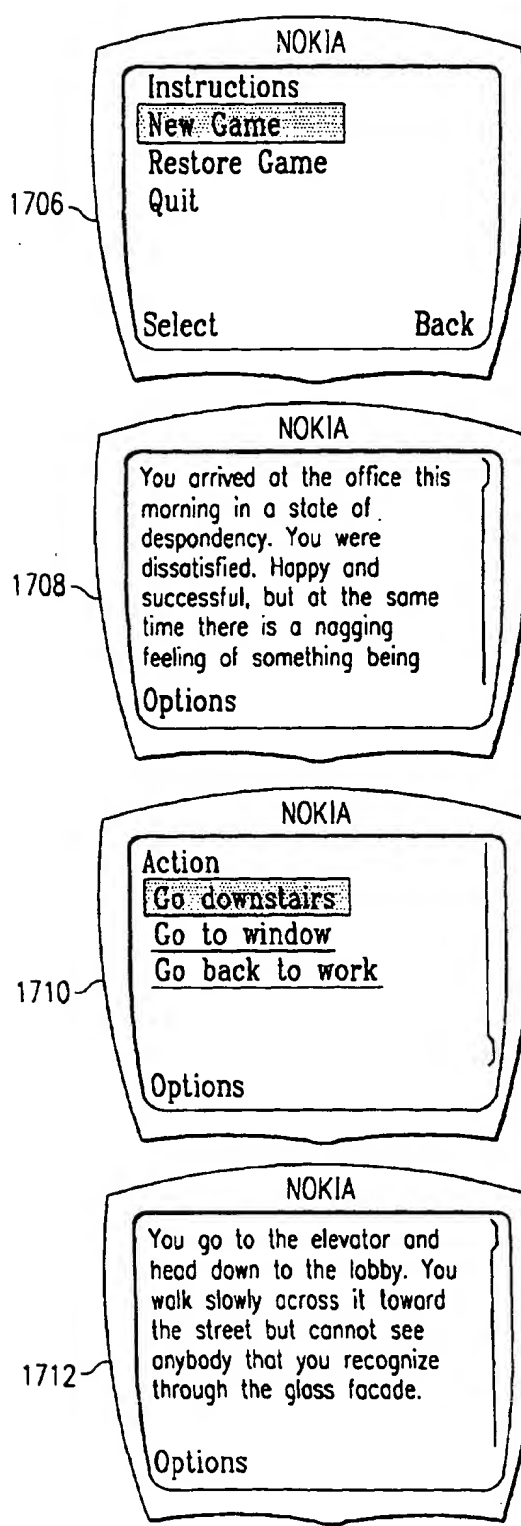 NOKIA
Instructions
New Game
Restore Game
Quit
1706
Select Back
NOKIA
You arrived at the office this
morning in a state of
despondency. You were
dissatisfied. Happy and
successful, but at the same
time there is a nagging
feeling of something being
1708
Options
NOKIA
Action
Go downstairs
Go to window
Go back to work
1710
Options
NOKIA
You go to the elevator and
head down to the lobby. You
walk slowly across it toward
the street but cannot see
anybody that you recognize
through the glass facade.
1712
Options